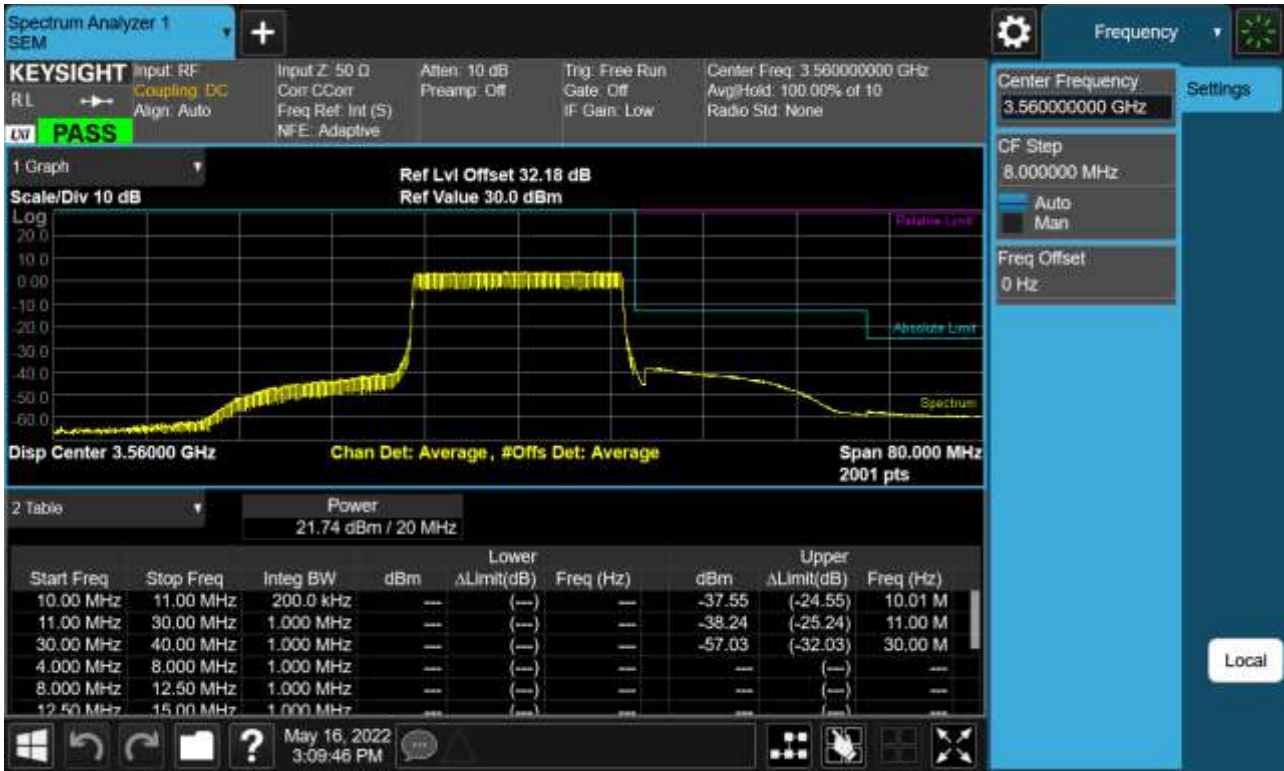 Spectrum Analyzer 1
SEM
+
Frequency
KEYSIGHT
RL
PASS
Input: RF
Coupling: DC
Align: Auto
Input Z: 50 Ω
Corr CCorr
Freq Ref: Int (S)
NFE: Adaptive
Atten: 10 dB
Preamp: Off
Trig: Free Run
Gate: Off
IF Gain: Low
Center Freq: 3.560000000 GHz
Avg|Hold: 100.00% of 10
Radio Std: None
Center Frequency
3.560000000 GHz
Settings
CF Step
8.000000 MHz
Auto
Man
Freq Offset
0 Hz
Local
1 Graph
Scale/Div 10 dB
Ref Lvl Offset 32.18 dB
Ref Value 30.0 dBm
Log
20.0
10.0
0.00
-10.0
-20.0
-30.0
-40.0
-50.0
-60.0
Relative Limit
Absolute Limit
Spectrum
Disp Center 3.56000 GHz
Chan Det: Average, #Offs Det: Average
Span 80.000 MHz
2001 pts
2 Table
Power
21.74 dBm / 20 MHz
Lower Upper
Start Freq Stop Freq Integ BW dBm ΔLimit(dB) Freq (Hz) dBm ΔLimit(dB) Freq (Hz)
10.00 MHz 11.00 MHz 200.0 kHz --- (---) --- -37.55 (-24.55) 10.01 M
11.00 MHz 30.00 MHz 1.000 MHz --- (---) --- -38.24 (-25.24) 11.00 M
30.00 MHz 40.00 MHz 1.000 MHz --- (---) --- -57.03 (-32.03) 30.00 M
4.000 MHz 8.000 MHz 1.000 MHz --- (---) --- --- (---) ---
8.000 MHz 12.50 MHz 1.000 MHz --- (---) --- --- (---) ---
12.50 MHz 15.00 MHz 1.000 MHz --- (---) --- --- (---) ---
?
May 16, 2022
3:09:46 PM